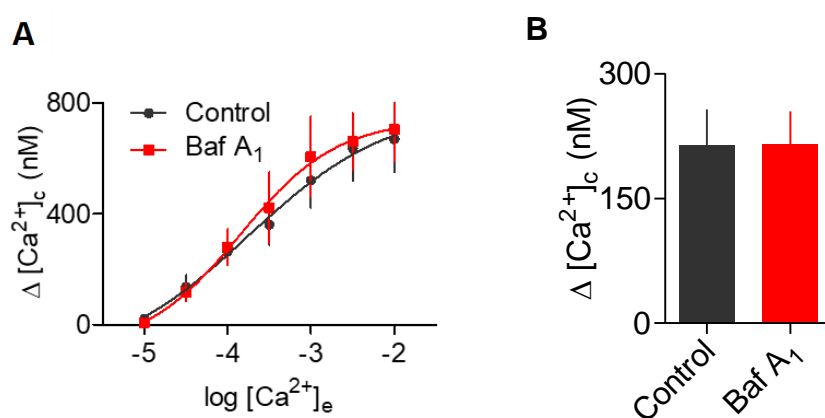 A
Δ [Ca²⁺]c (nM)
800
400
0
Control
Baf A₁
-5 -4 -3 -2
log [Ca²⁺]e
B
Δ [Ca²⁺]c (nM)
300
150
0
Control
Baf A₁